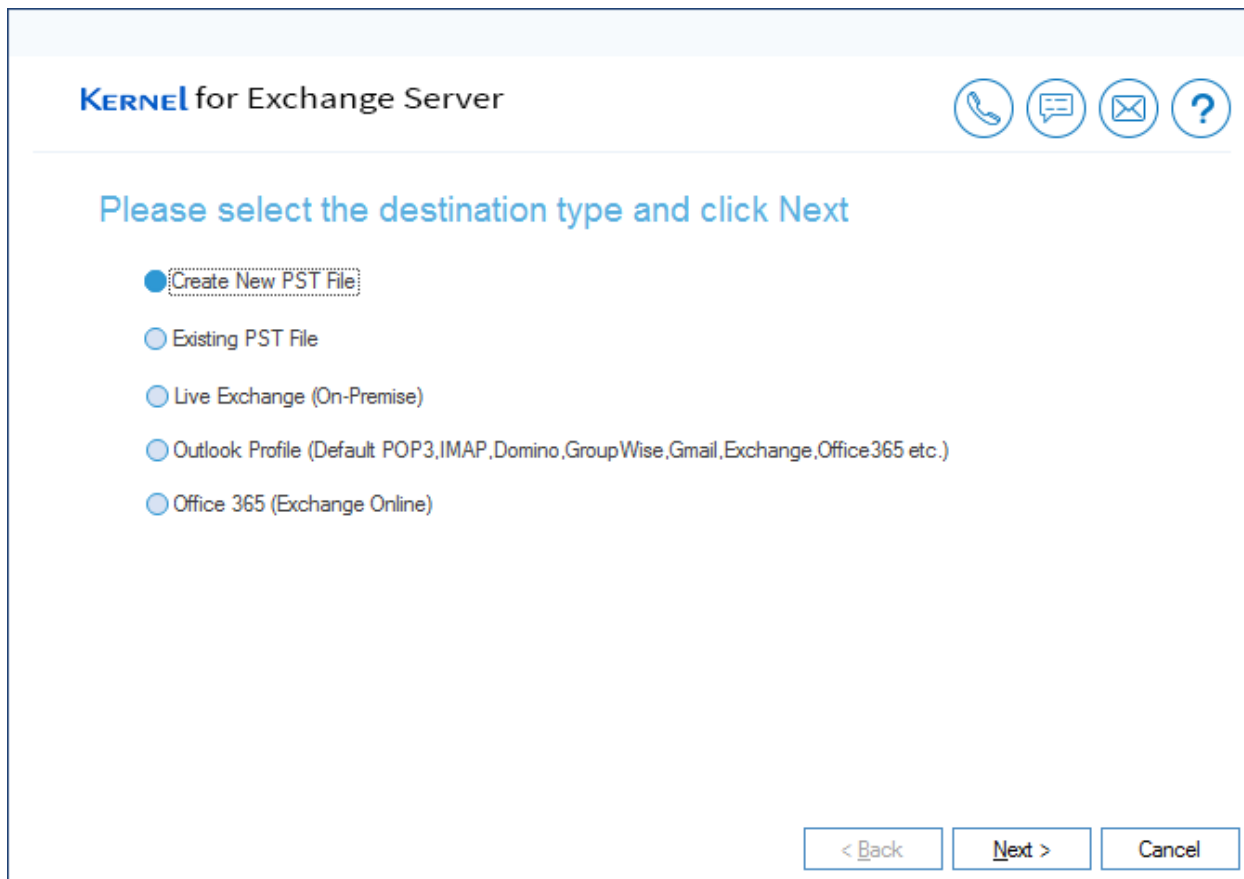 KERNEL for Exchange Server
?
Please select the destination type and click Next
Create New PST File
Existing PST File
Live Exchange (On-Premise)
Outlook Profile (Default POP3,IMAP,Domino,GroupWise,Gmail,Exchange,Office365 etc.)
Office 365 (Exchange Online)
< Back Next > Cancel